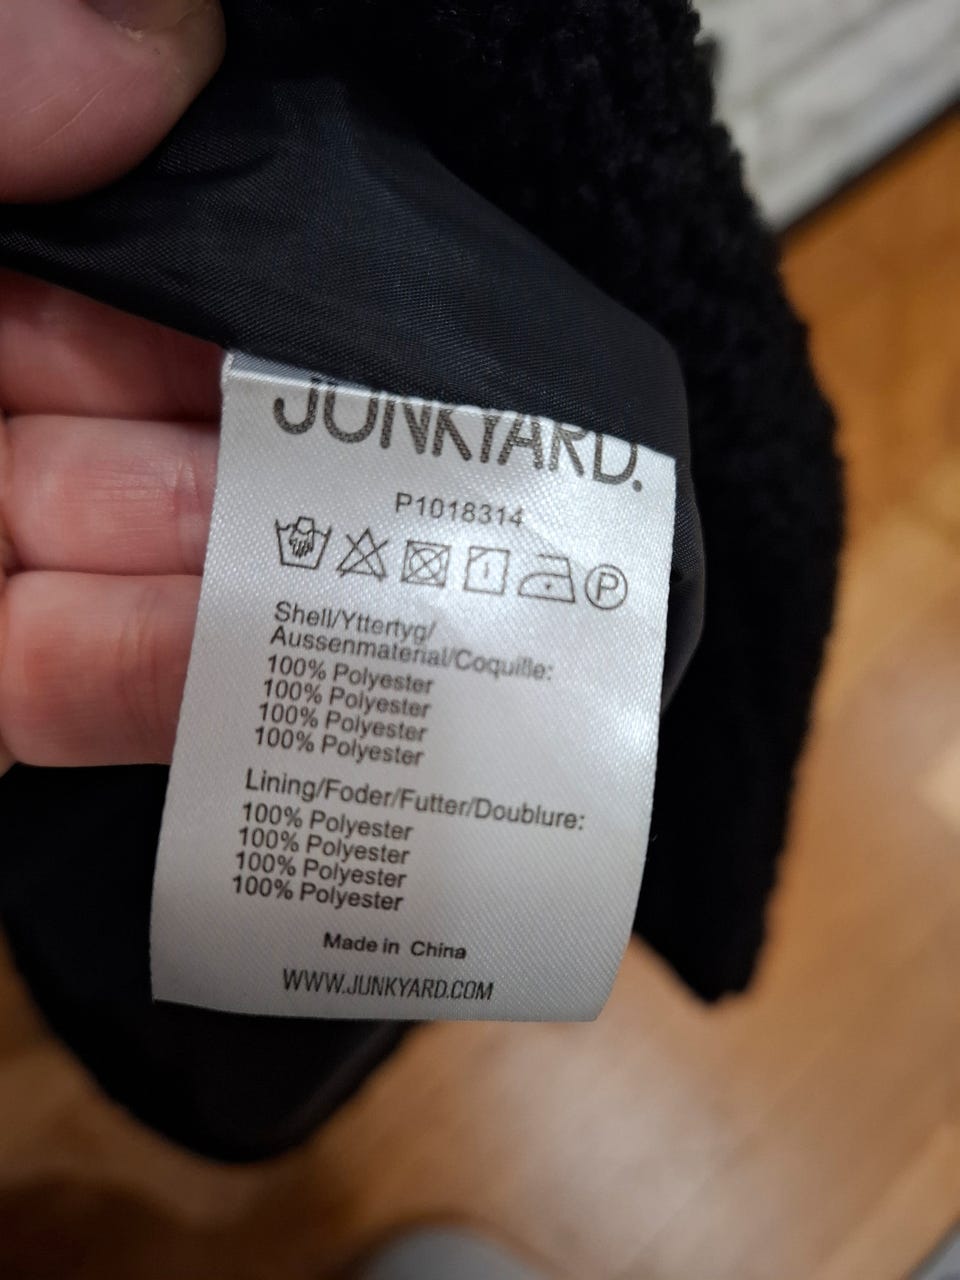 JUNKYARD.
P1018314
Shell/Yttertyg/
Aussenmaterial/Coquille:
100% Polyester
100% Polyester
100% Polyester
100% Polyester
Lining/Foder/Futter/Doublure:
100% Polyester
100% Polyester
100% Polyester
100% Polyester
Made in China
WWW.JUNKYARD.COM